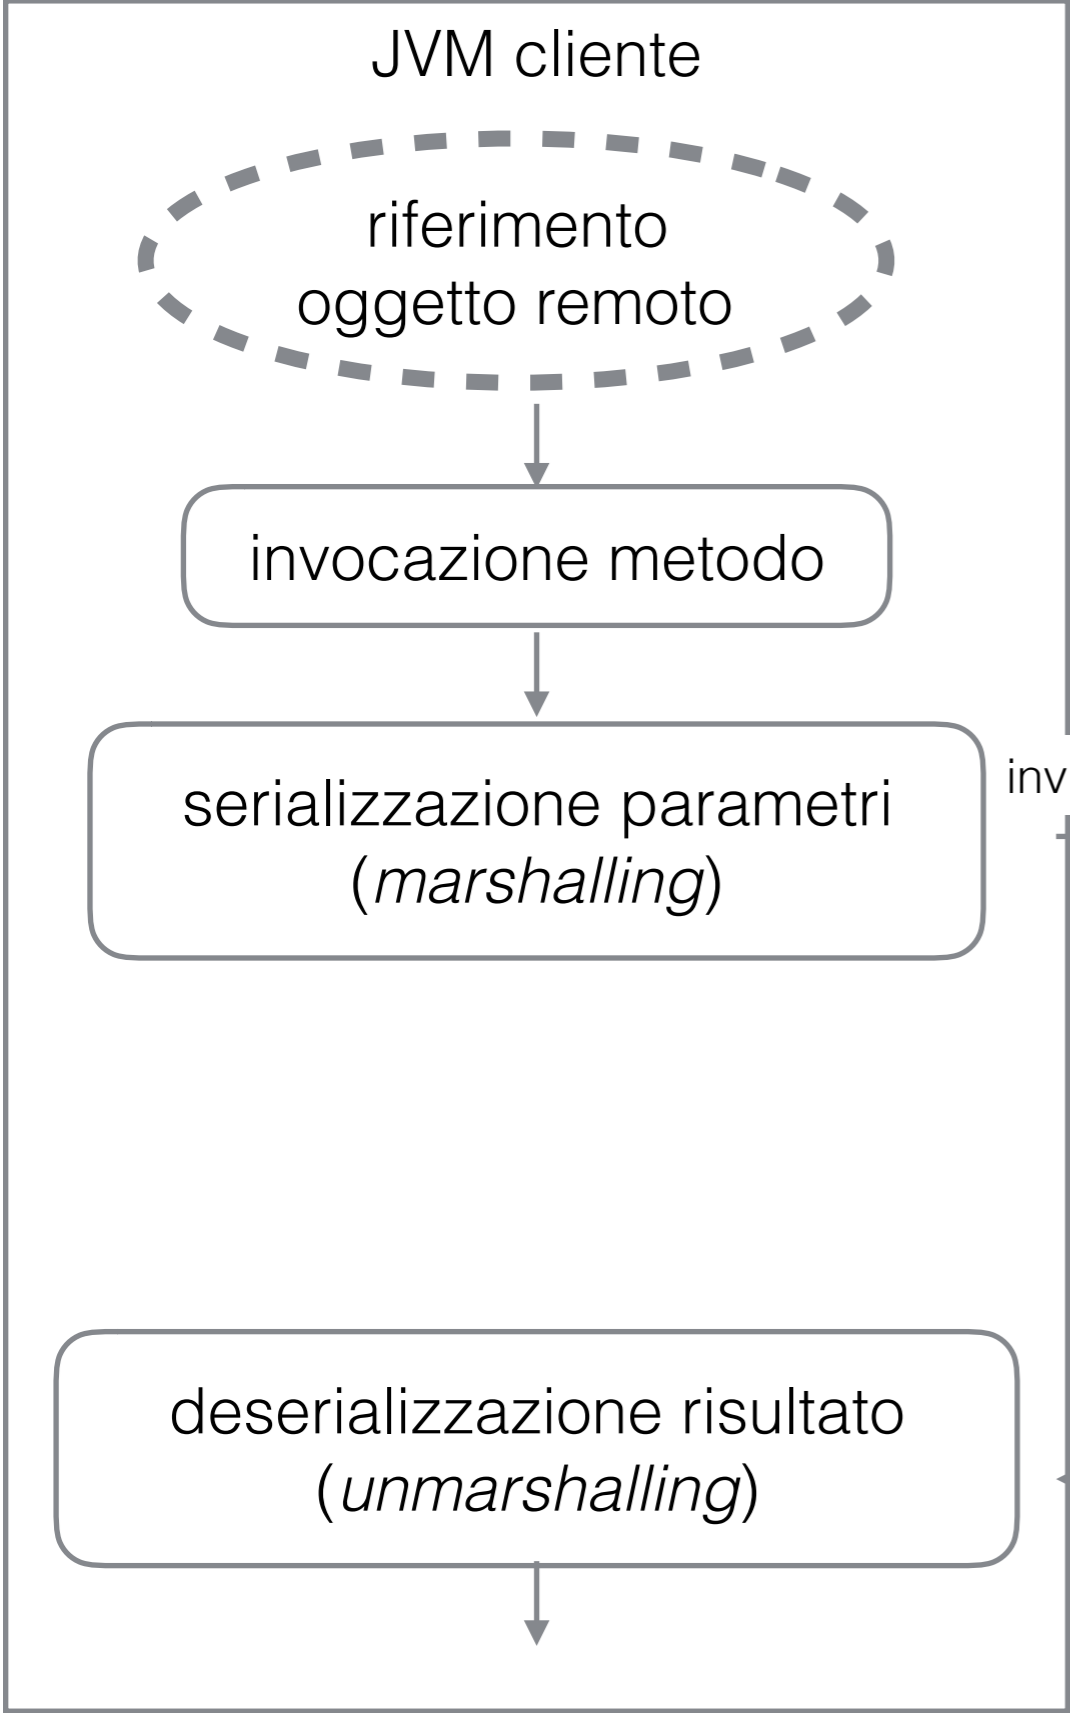 JVM cliente
riferimento
oggetto remoto
invocazione metodo
serializzazione parametri
(marshalling)
inv
deserializzazione risultato
(unmarshalling)